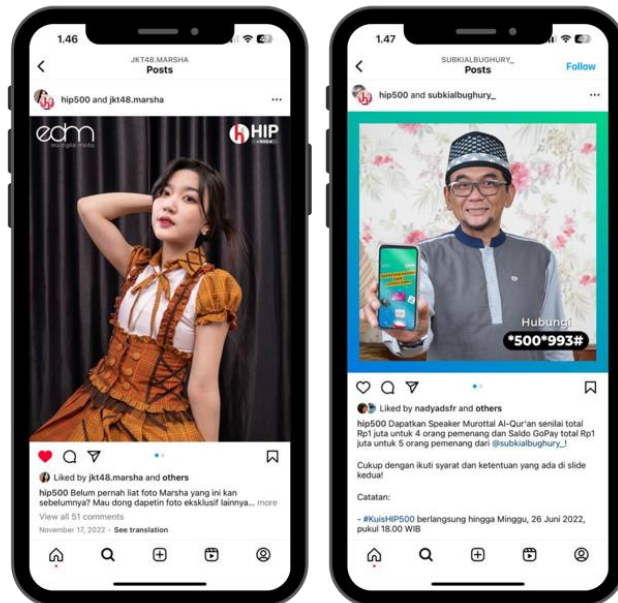 1.46
JKT48.MARSHA
Posts
hip500 and jkt48.marsha
edm
HIP
Liked by jkt48.marsha and others
hip500 Belum pernah liat foto Marsha yang ini kan
sebelumnya? Mau dong dapetin foto eksklusif lainnya... more
View all 51 comments
November 17, 2022 · See translation
1.47
SUBKIALBUGHURY_
Posts
Follow
hip500 and subkialbughury_
Hubungi
*500*993#
Liked by nadyadsfr and others
hip500 Dapatkan Speaker Murottal Al-Qur'an senilai total
Rp1 juta untuk 4 orang pemenang dan Saldo GoPay total Rp1
juta untuk 5 orang pemenang dari @subkialbughury_!
Cukup dengan ikuti syarat dan ketentuan yang ada di slide
kedua!
Catatan:
- #KuisHIP500 berlangsung hingga Minggu, 26 Juni 2022,
pukul 18.00 WIB